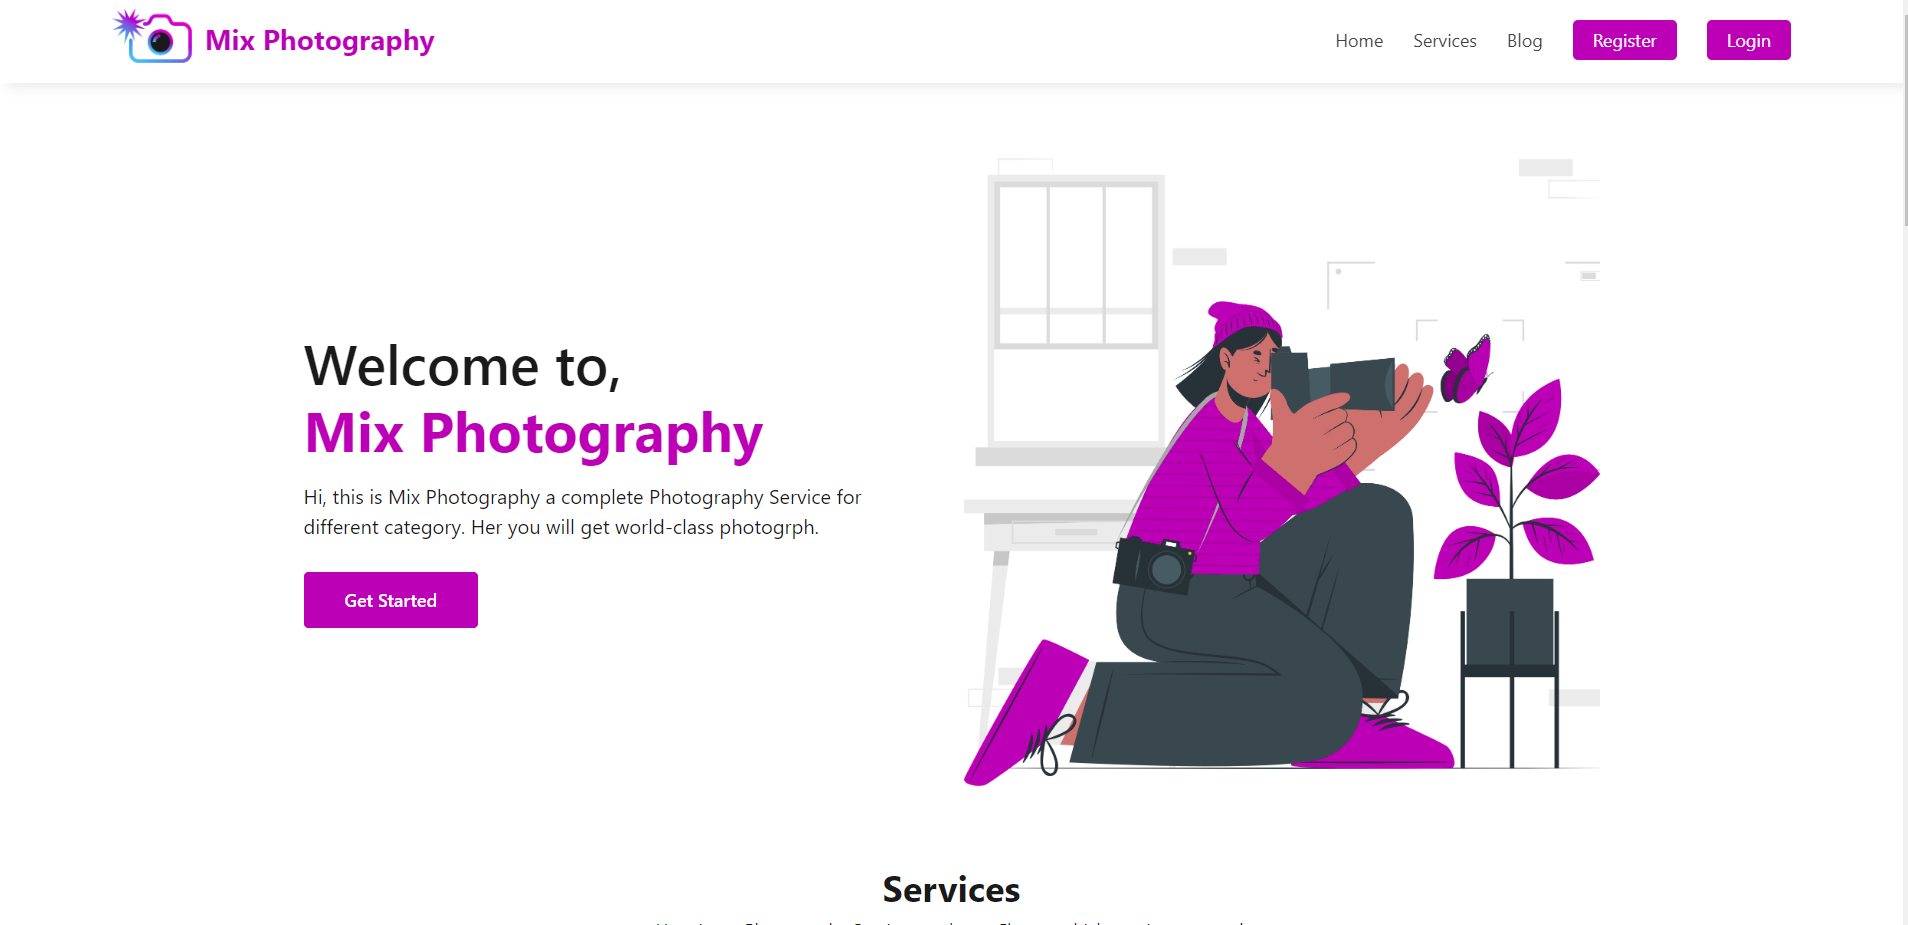 Mix Photography
Home
Services
Blog
Register
Login
Welcome to,
Mix Photography
Hi, this is Mix Photography a complete Photography Service for
different category. Her you will get world-class photogrph.
Get Started
Services